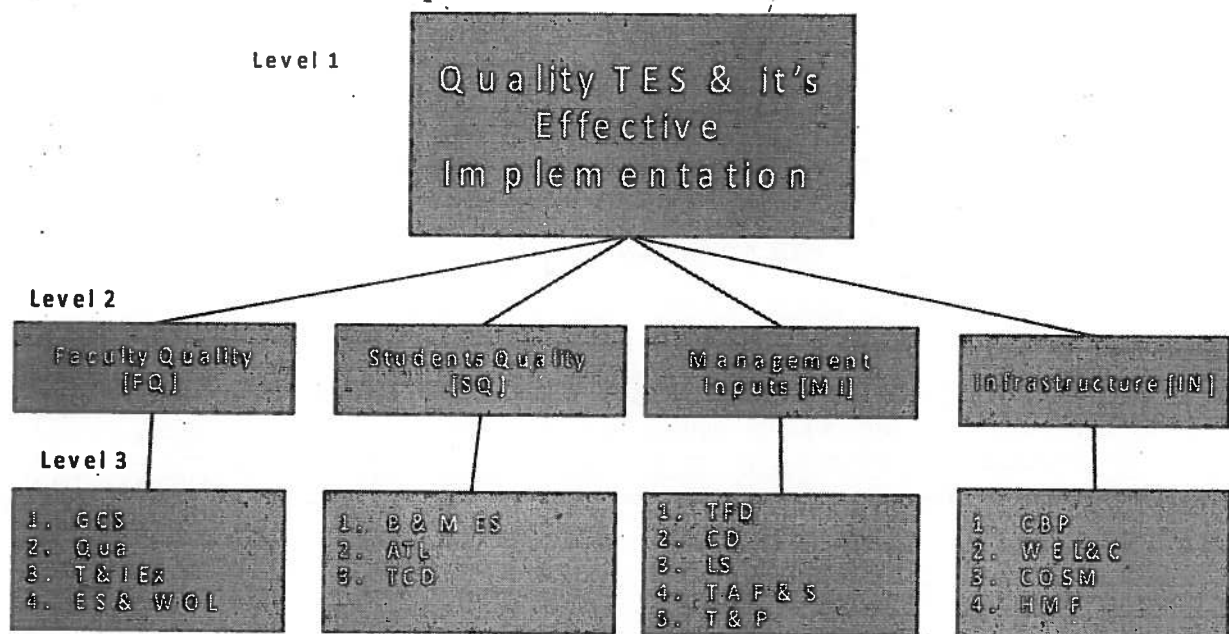 Level 1
Quality TES & it's
Effective
Implementation
Level 2
Faculty Quality
[FQ]
Students Quality
[SQ]
Management
Inputs [MI]
Infrastructure [IN]
Level 3
1. GCS
2. Qua
3. T & I Ex
4. ES & WOL
1. B & M ES
2. ATL
3. TCD
1. TFD
2. CD
3. LS
4. TAF & S
5. T & P
1. CBP
2. WEL&C
3. COSM
4. HMF